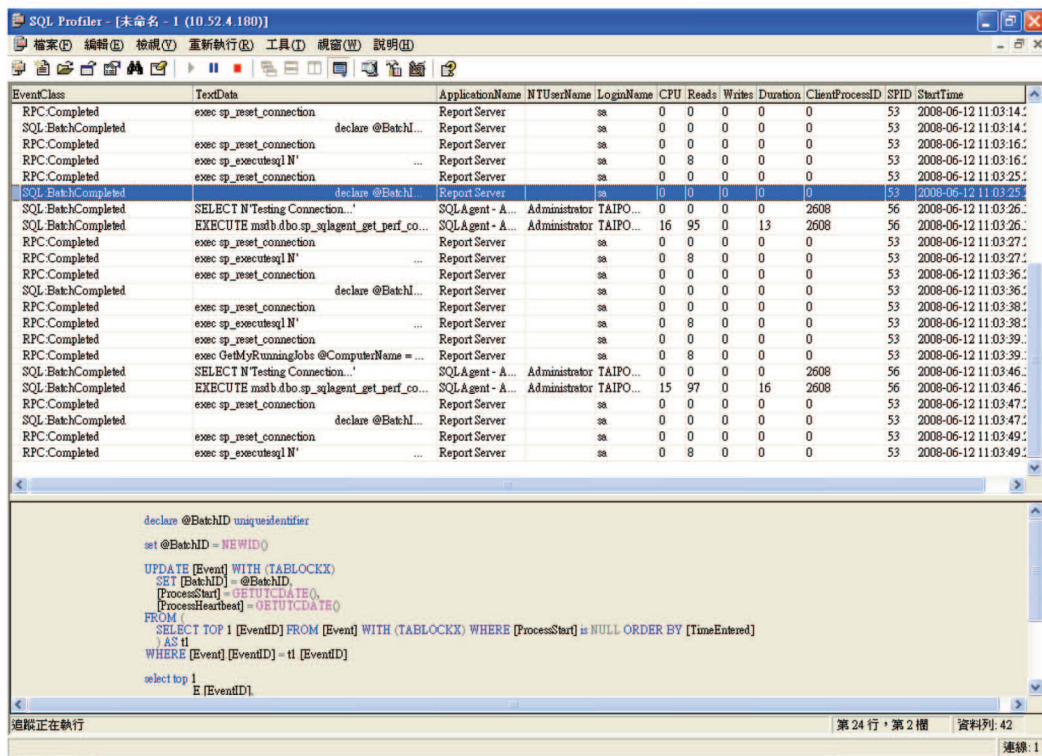 SQL Profiler - [未命名 - 1 (10.52.4.180)]
檔案(F) 編輯(E) 檢視(V) 重新執行(R) 工具(T) 視窗(W) 說明(H)
EventClass TextData ApplicationName NTUserName LoginName CPU Reads Writes Duration ClientProcessID SPID StartTime
RPC:Completed exec sp_reset_connection Report Server sa 0 0 0 0 0 53 2008-06-12 11:03:14.2
SQL:BatchCompleted declare @BatchI... Report Server sa 0 0 0 0 0 53 2008-06-12 11:03:14.2
RPC:Completed exec sp_reset_connection Report Server sa 0 0 0 0 0 53 2008-06-12 11:03:16.2
RPC:Completed exec sp_executesql N' ... Report Server sa 0 8 0 0 0 53 2008-06-12 11:03:16.2
RPC:Completed exec sp_reset_connection Report Server sa 0 0 0 0 0 53 2008-06-12 11:03:25.2
SQL:BatchCompleted declare @BatchI... Report Server sa 0 0 0 0 0 53 2008-06-12 11:03:25.2
SQL:BatchCompleted SELECT N'Testing Connection...' SQLAgent - A... Administrator TAIPO... 0 0 0 0 2608 56 2008-06-12 11:03:26.
SQL:BatchCompleted EXECUTE msdb.dbo.sp_sqlagent_get_perf_co... SQLAgent - A... Administrator TAIPO... 16 95 0 13 2608 56 2008-06-12 11:03:26.
RPC:Completed exec sp_reset_connection Report Server sa 0 0 0 0 0 53 2008-06-12 11:03:27.2
RPC:Completed exec sp_executesql N' ... Report Server sa 0 8 0 0 0 53 2008-06-12 11:03:27.2
RPC:Completed exec sp_reset_connection Report Server sa 0 0 0 0 0 53 2008-06-12 11:03:36.2
SQL:BatchCompleted declare @BatchI... Report Server sa 0 0 0 0 0 53 2008-06-12 11:03:36.2
RPC:Completed exec sp_reset_connection Report Server sa 0 0 0 0 0 53 2008-06-12 11:03:38.2
RPC:Completed exec sp_executesql N' ... Report Server sa 0 8 0 0 0 53 2008-06-12 11:03:38.2
RPC:Completed exec sp_reset_connection Report Server sa 0 0 0 0 0 53 2008-06-12 11:03:39.
RPC:Completed exec GetMyRunningJobs @ComputerName = ... Report Server sa 0 8 0 0 0 53 2008-06-12 11:03:39.
SQL:BatchCompleted SELECT N'Testing Connection...' SQLAgent - A... Administrator TAIPO... 0 0 0 0 2608 56 2008-06-12 11:03:46.
SQL:BatchCompleted EXECUTE msdb.dbo.sp_sqlagent_get_perf_co... SQLAgent - A... Administrator TAIPO... 15 97 0 16 2608 56 2008-06-12 11:03:46.
RPC:Completed exec sp_reset_connection Report Server sa 0 0 0 0 0 53 2008-06-12 11:03:47.2
SQL:BatchCompleted declare @BatchI... Report Server sa 0 0 0 0 0 53 2008-06-12 11:03:47.2
RPC:Completed exec sp_reset_connection Report Server sa 0 0 0 0 0 53 2008-06-12 11:03:49.2
RPC:Completed exec sp_executesql N' ... Report Server sa 0 8 0 0 0 53 2008-06-12 11:03:49.2
declare @BatchID uniqueidentifier
set @BatchID = NEWID()
UPDATE [Event] WITH (TABLOCKX)
SET [BatchID] = @BatchID,
[ProcessStart] = GETUTCDATE(),
[ProcessHeartbeat] = GETUTCDATE()
FROM (
SELECT TOP 1 [EventID] FROM [Event] WITH (TABLOCKX) WHERE [ProcessStart] is NULL ORDER BY [TimeEntered]
) AS t1
WHERE [Event].[EventID] = t1.[EventID]
select top 1
E.[EventID],
追蹤正在執行 第 24 行，第 2 欄 資料列: 42
連線: 1